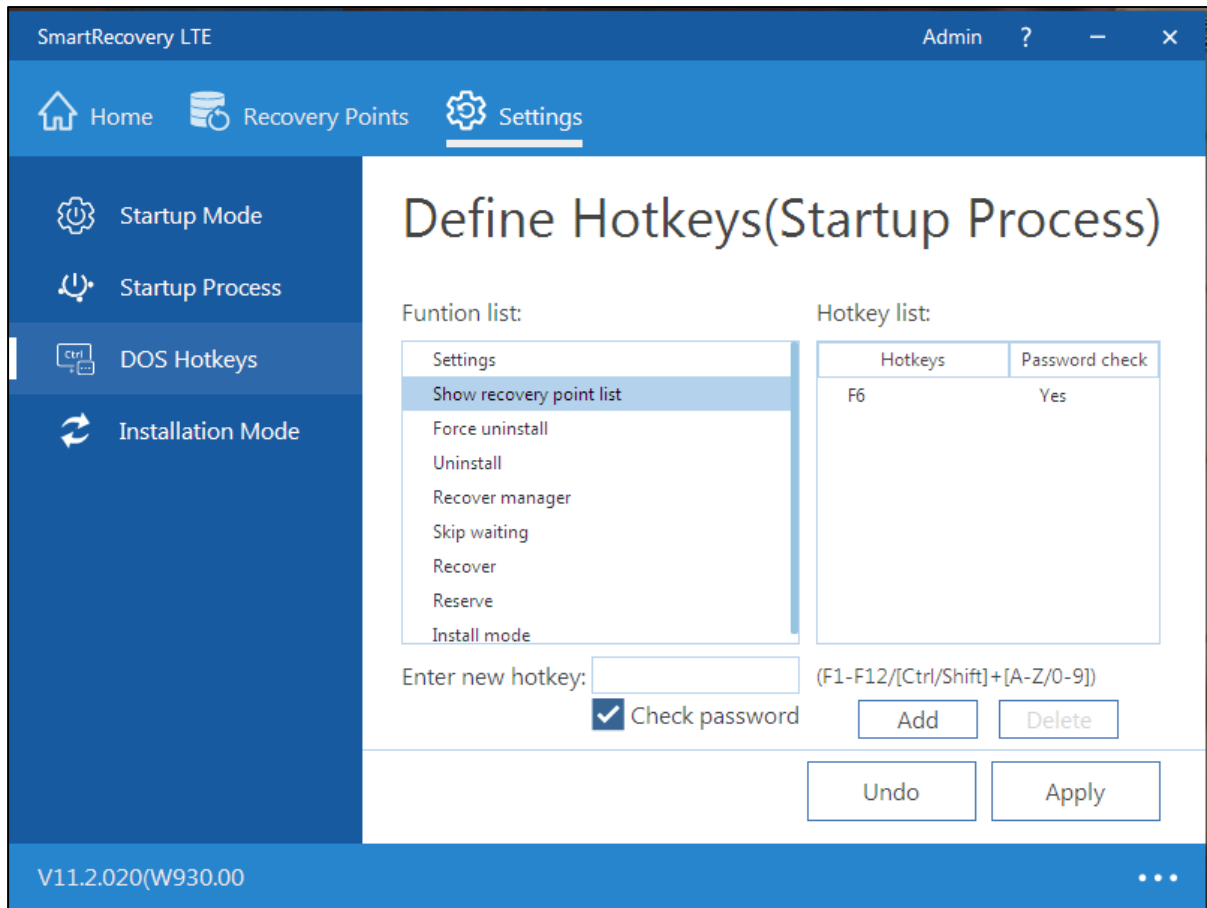 SmartRecovery LTE Admin ? – ×
Home Recovery Points Settings
Startup Mode
Startup Process
Ctrl
DOS Hotkeys
Installation Mode
Define Hotkeys(Startup Process)
Funtion list:
Settings
Show recovery point list
Force uninstall
Uninstall
Recover manager
Skip waiting
Recover
Reserve
Install mode
Hotkey list:
Hotkeys Password check
F6 Yes
Enter new hotkey: (F1-F12/[Ctrl/Shift]+[A-Z/0-9])
Check password Add Delete
Undo Apply
V11.2.020(W930.00